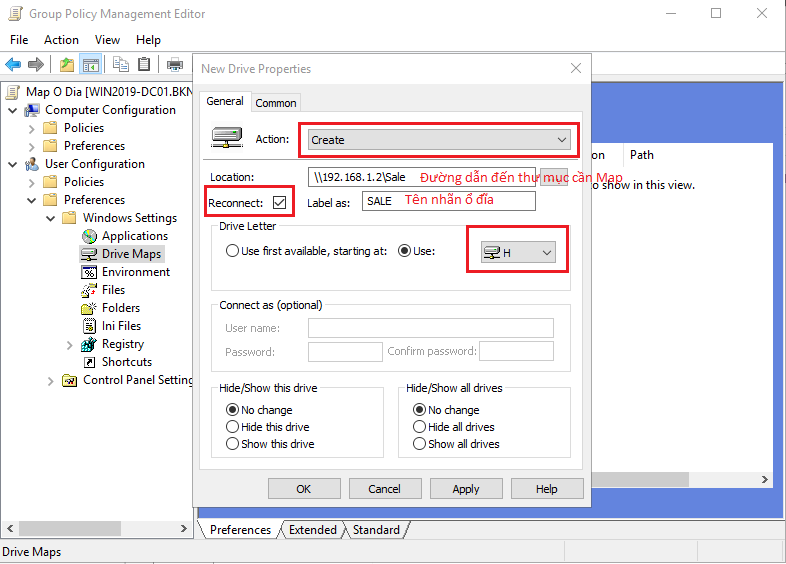 Group Policy Management Editor
File Action View Help
Map O Dia [WIN2019-DC01.BKN
Computer Configuration
Policies
Preferences
User Configuration
Policies
Preferences
Windows Settings
Applications
Drive Maps
Environment
Files
Folders
Ini Files
Registry
Shortcuts
Control Panel Setting
New Drive Properties
General Common
Action: Create
Location: \\192.168.1.2\Sale Đường dẫn đến thư mục cần Map
Reconnect: Label as: SALE Tên nhãn ổ đĩa
Drive Letter
Use first available, starting at: Use: H
Connect as (optional)
User name:
Password: Confirm password:
Hide/Show this drive Hide/Show all drives
No change No change
Hide this drive Hide all drives
Show this drive Show all drives
OK Cancel Apply Help
on Path
to show in this view.
Preferences Extended Standard
Drive Maps